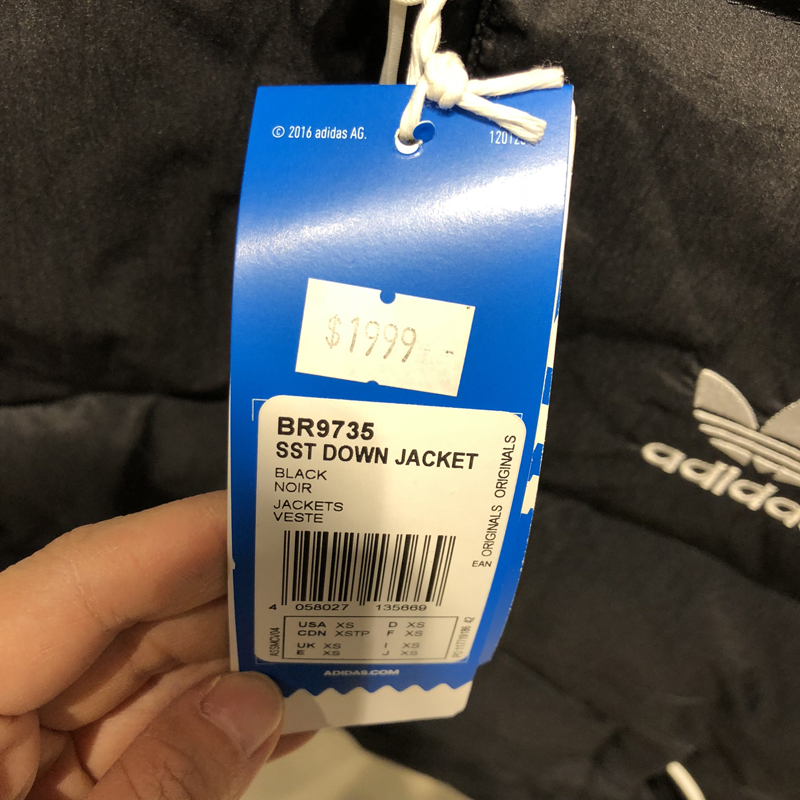 © 2016 adidas AG.
$1999
BR9735
SST DOWN JACKET
BLACK
NOIR
JACKETS
VESTE
ORIGINALS ORIGINALS
EAN
4 058027 135669
USA XS D XS
CDN XSTP F XS
UK XS I XS
E XS J XS
ADIDAS.COM
adidas